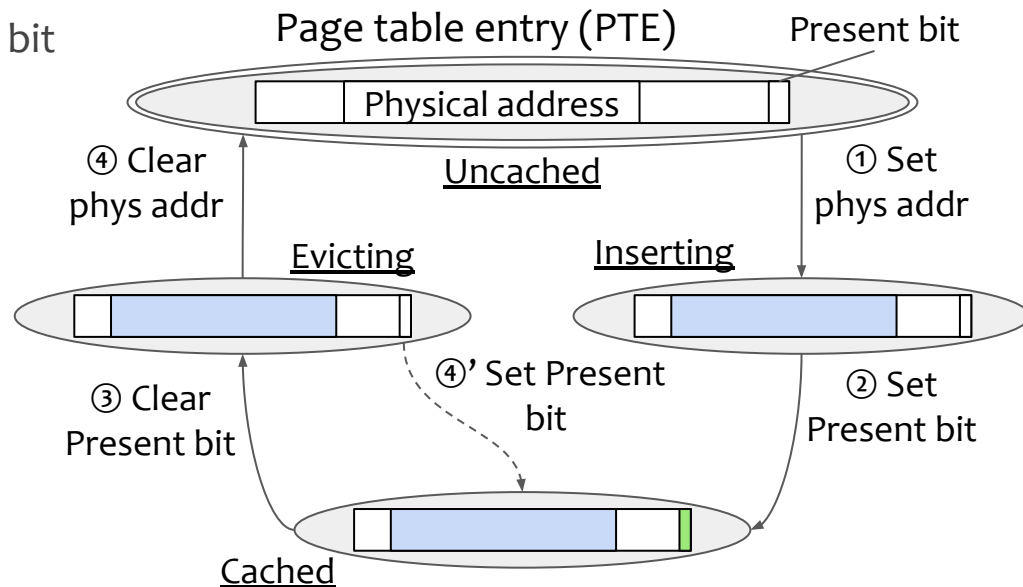 bit
Page table entry (PTE)
Present bit
Physical address
Uncached
④ Clear
phys addr
① Set
phys addr
Evicting
Inserting
④’ Set Present
bit
③ Clear
Present bit
② Set
Present bit
Cached